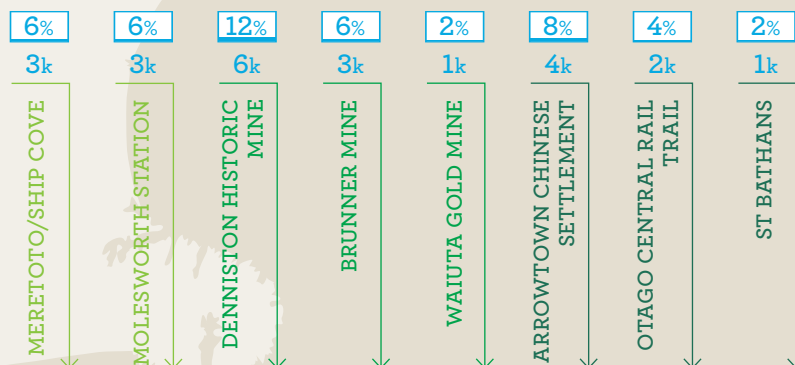 6% 6% 12% 6% 2% 8% 4% 2%
3k 3k 6k 3k 1k 4k 2k 1k
MERETOTO/SHIP COVE
MOLESWORTH STATION
DENNISTON HISTORIC
MINE
BRUNNER MINE
WAIUTA GOLD MINE
ARROWTOWN CHINESE
SETTLEMENT
OTAGO CENTRAL RAIL
TRAIL
ST BATHANS